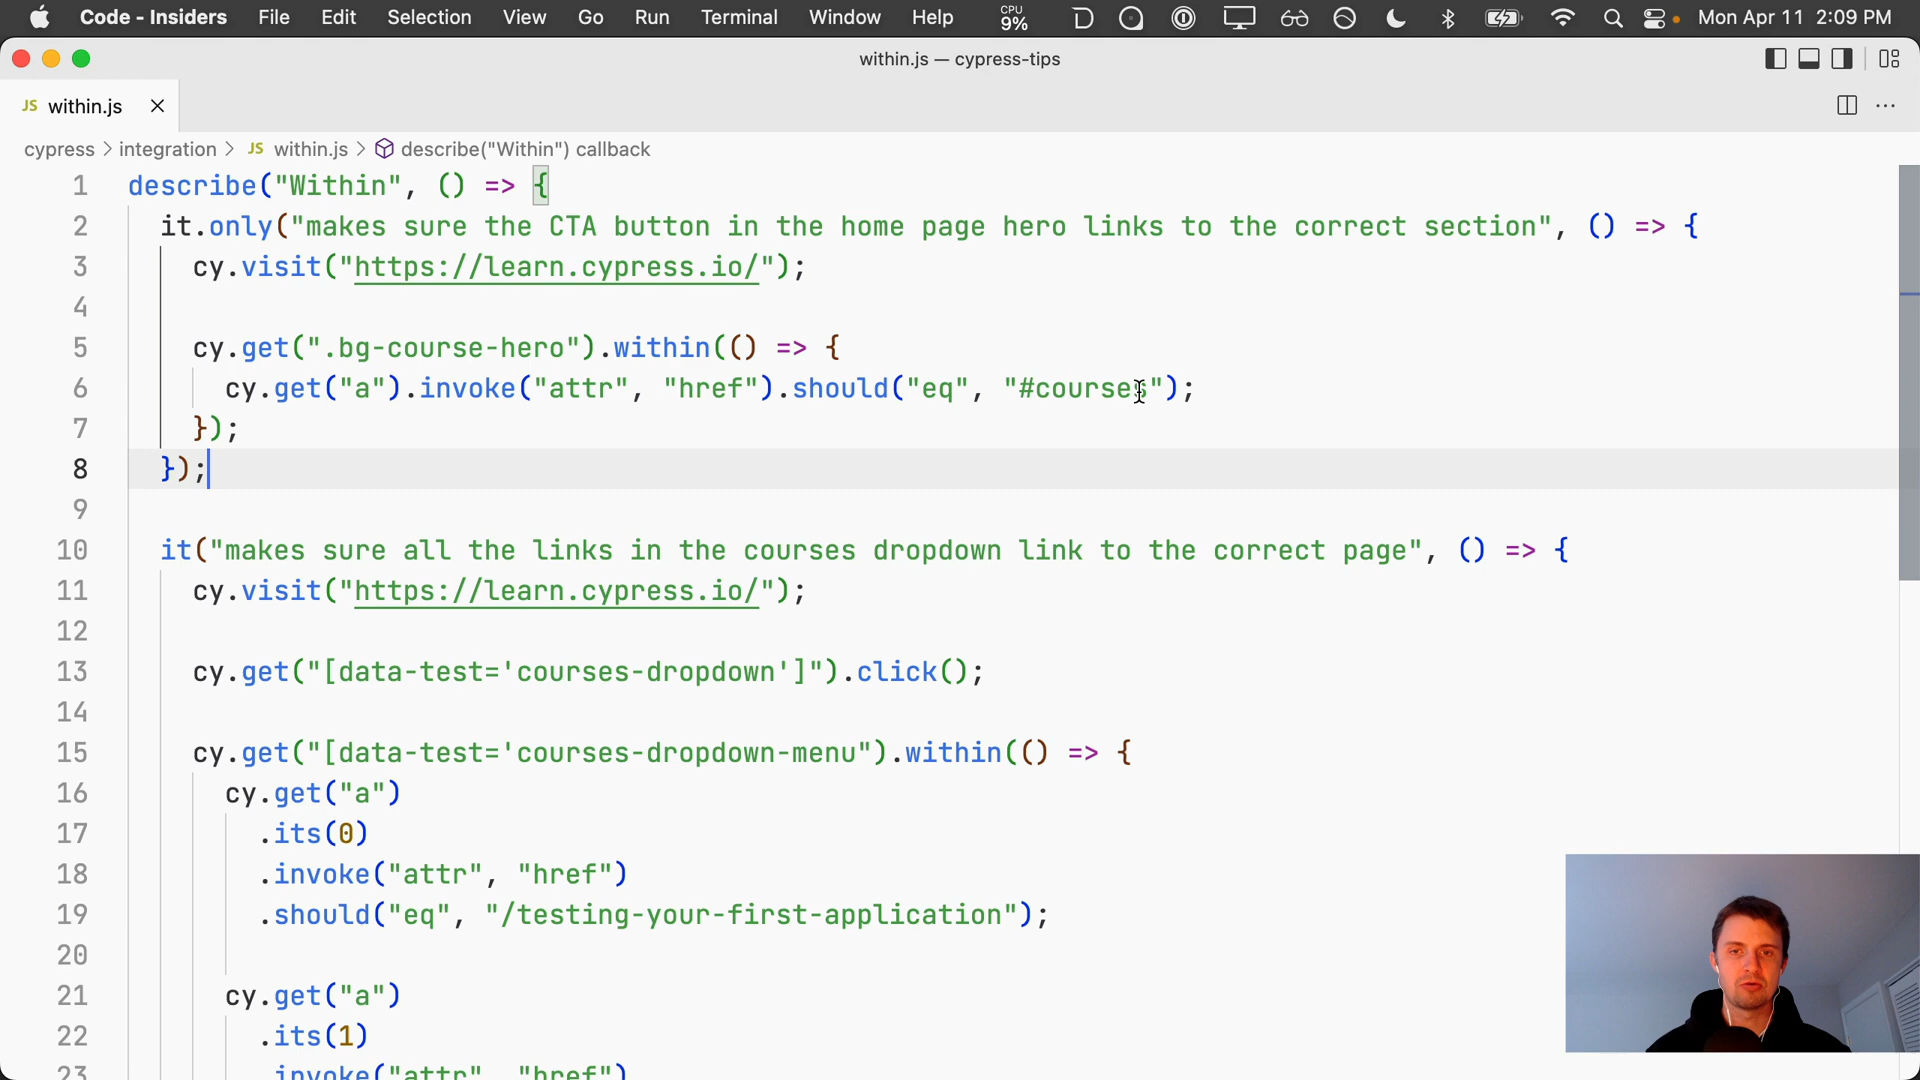 Code - Insiders File Edit Selection View Go Run Terminal Window Help CPU 9% Mon Apr 11 2:09 PM
within.js — cypress-tips
JS within.js
cypress > integration > JS within.js > describe("Within") callback
1 describe("Within", () => {
2 it.only("makes sure the CTA button in the home page hero links to the correct section", () => {
3 cy.visit("https://learn.cypress.io/");
4
5 cy.get(".bg-course-hero").within(() => {
6 cy.get("a").invoke("attr", "href").should("eq", "#courses");
7 });
8 });
9
10 it("makes sure all the links in the courses dropdown link to the correct page", () => {
11 cy.visit("https://learn.cypress.io/");
12
13 cy.get("[data-test='courses-dropdown']").click();
14
15 cy.get("[data-test='courses-dropdown-menu").within(() => {
16 cy.get("a")
17 .its(0)
18 .invoke("attr", "href")
19 .should("eq", "/testing-your-first-application");
20
21 cy.get("a")
22 .its(1)
23 .invoke("attr", "href")